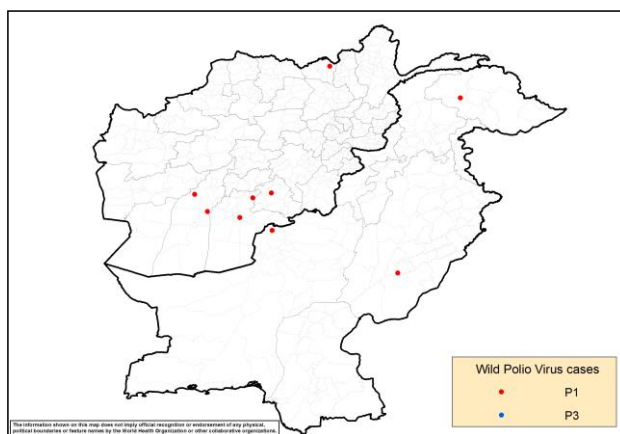 Wild Polio Virus cases
P1
P3
The information shown on this map does not imply official recognition or endorsement of any physical,
political boundaries or feature names by the World Health Organization or other collaborative organizations.